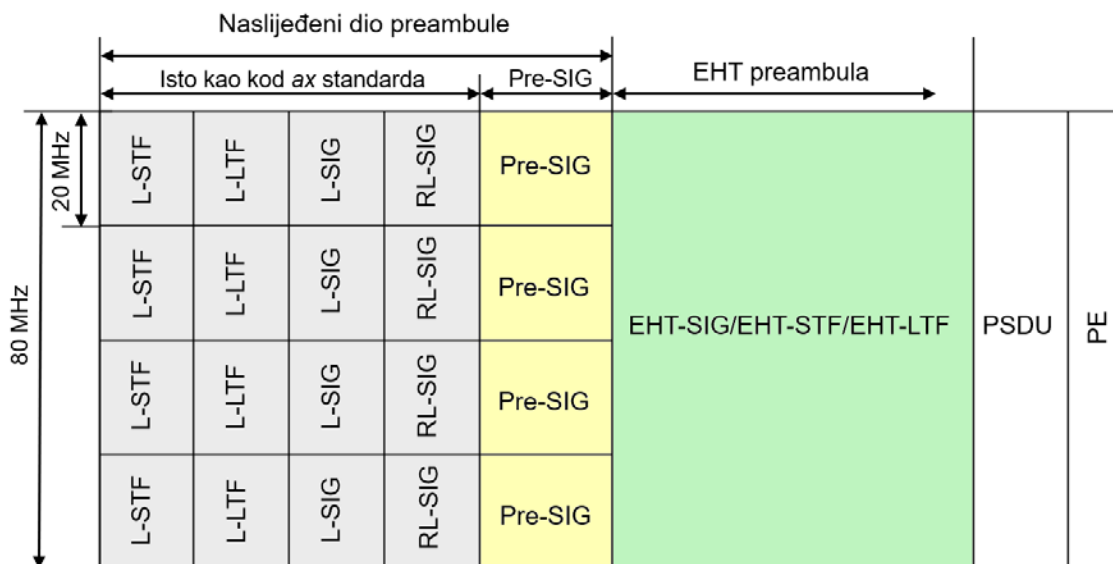 Naslijeđeni dio preambule
Isto kao kod ax standarda
Pre-SIG
EHT preambula
80 MHz
20 MHz
L-STF
L-LTF
L-SIG
RL-SIG
Pre-SIG
L-STF
L-LTF
L-SIG
RL-SIG
Pre-SIG
EHT-SIG/EHT-STF/EHT-LTF
PSDU
PE
L-STF
L-LTF
L-SIG
RL-SIG
Pre-SIG
L-STF
L-LTF
L-SIG
RL-SIG
Pre-SIG